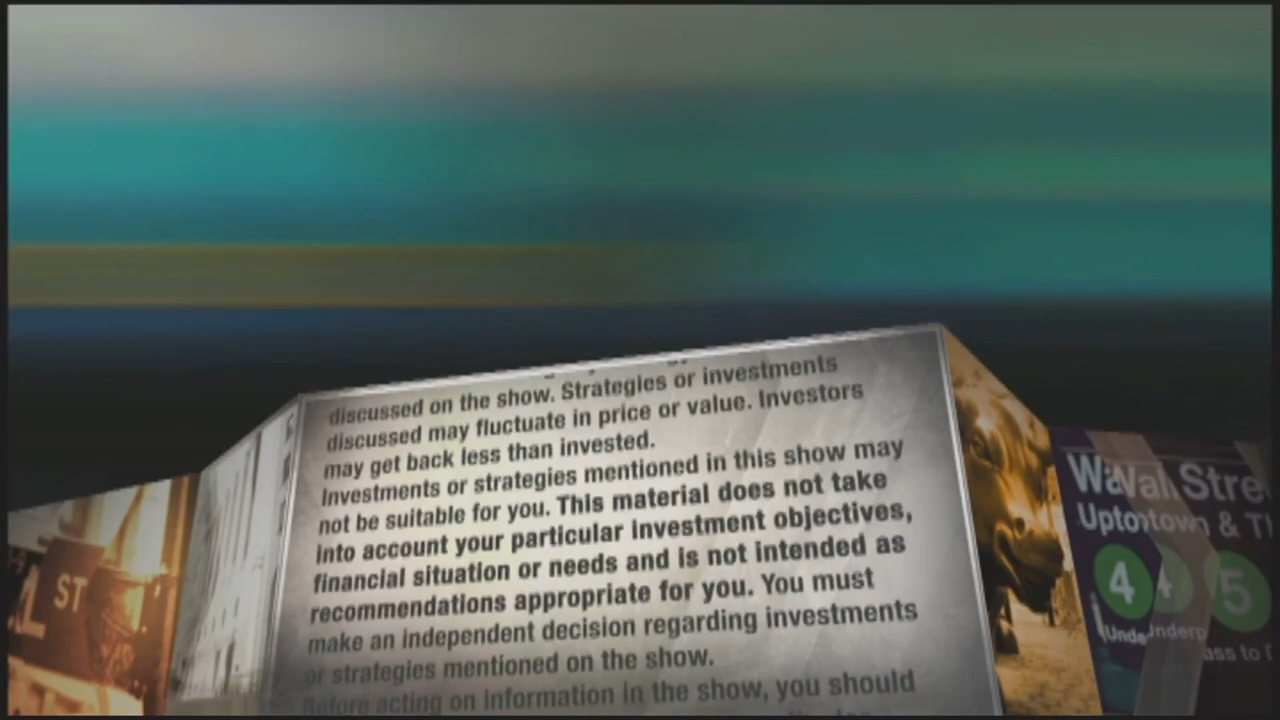 discussed on the show. Strategies or investments
discussed may fluctuate in price or value. Investors
may get back less than invested.
Investments or strategies mentioned in this show may
not be suitable for you. This material does not take
into account your particular investment objectives,
financial situation or needs and is not intended as
recommendations appropriate for you. You must
make an independent decision regarding investments
or strategies mentioned on the show.
Before acting on information in the show, you should
ST
Wall Stre
Uptown & T
4
5